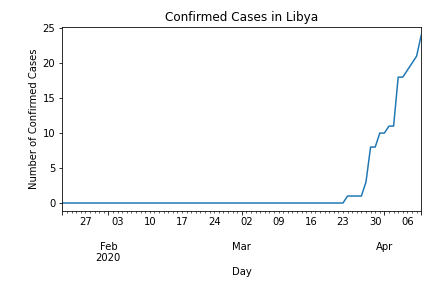 Confirmed Cases in Libya
Number of Confirmed Cases
25
20
15
10
5
0
27 03 10 17 24 02 09 16 23 30 06
Feb Mar Apr
2020
Day